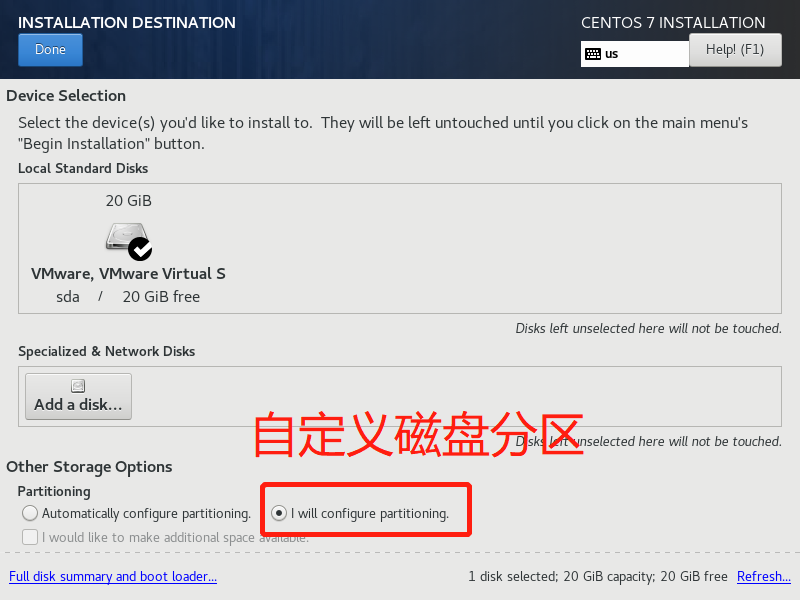 INSTALLATION DESTINATION
CENTOS 7 INSTALLATION
Done
us
Help! (F1)
Device Selection
Select the device(s) you'd like to install to.  They will be left untouched until you click on the main menu's
"Begin Installation" button.
Local Standard Disks
20 GiB
VMware, VMware Virtual S
sda / 20 GiB free
Disks left unselected here will not be touched.
Specialized & Network Disks
Add a disk...
自定义磁盘分区
Disks left unselected here will not be touched.
Other Storage Options
Partitioning
Automatically configure partitioning.
I will configure partitioning.
I would like to make additional space available.
Full disk summary and boot loader...
1 disk selected; 20 GiB capacity; 20 GiB free
Refresh...